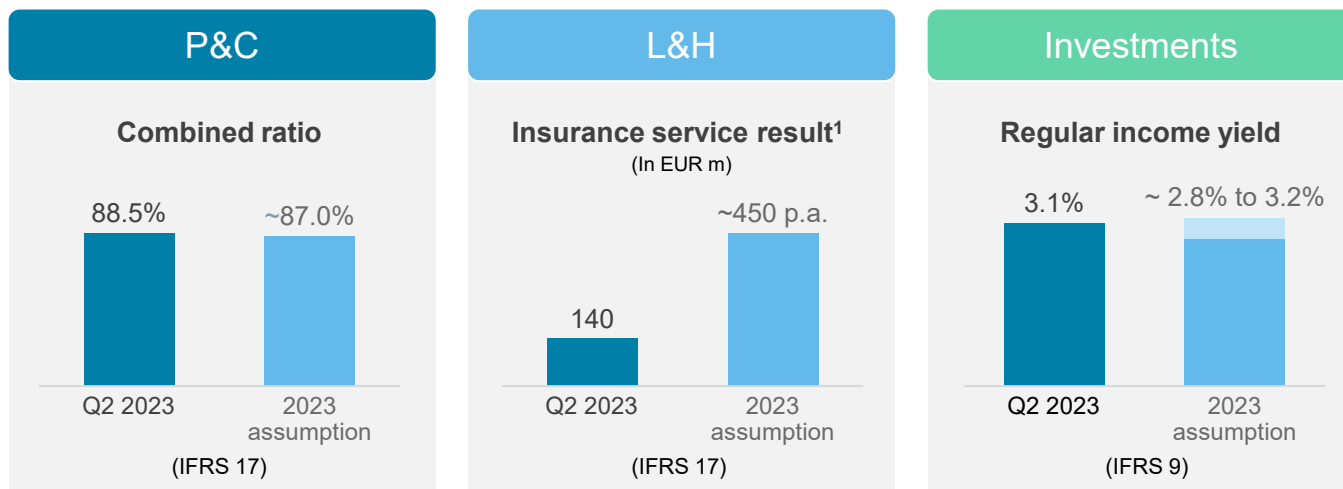 P&C
Combined ratio
88.5%
~87.0%
Q2 2023
2023
assumption
(IFRS 17)
L&H
Insurance service result¹
(In EUR m)
140
~450 p.a.
Q2 2023
2023
assumption
(IFRS 17)
Investments
Regular income yield
3.1%
~ 2.8% to 3.2%
Q2 2023
2023
assumption
(IFRS 9)